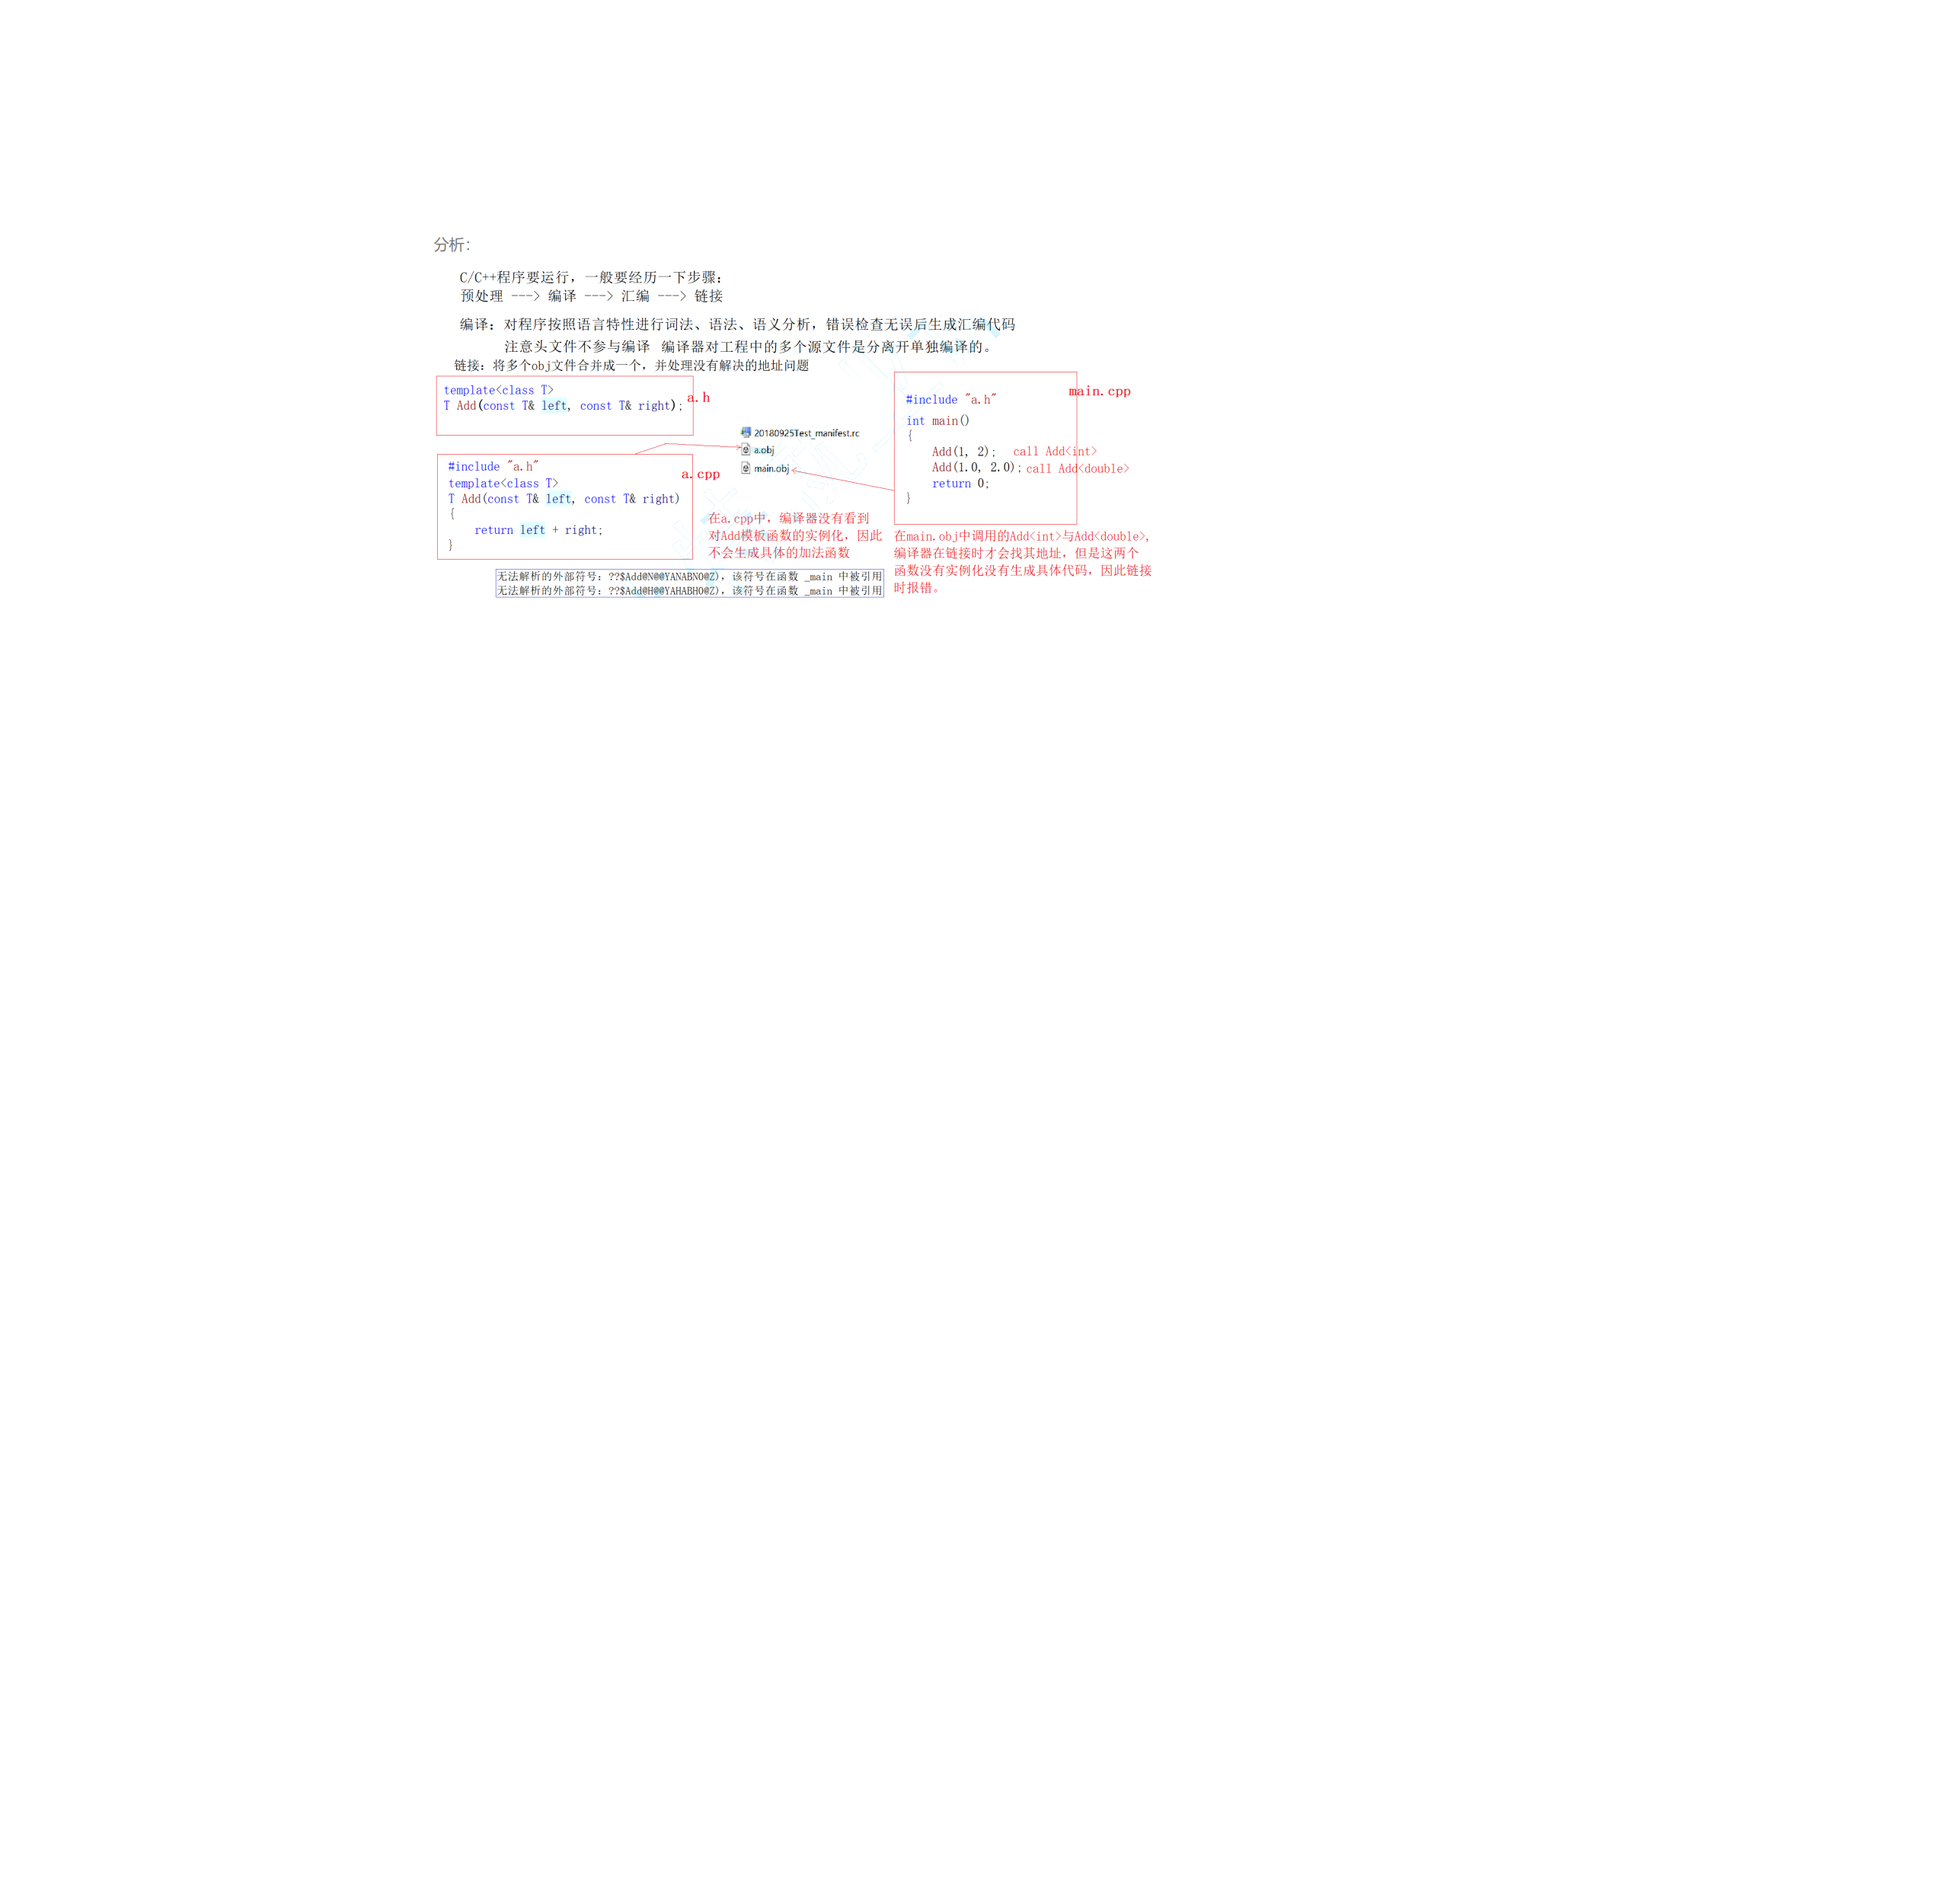 分析：
C/C++程序要运行，一般要经历一下步骤：
预处理 ---> 编译 ---> 汇编 ---> 链接
编译：对程序按照语言特性进行词法、语法、语义分析，错误检查无误后生成汇编代码
注意头文件不参与编译 编译器对工程中的多个源文件是分离开单独编译的。
链接：将多个obj文件合并成一个，并处理没有解决的地址问题
a.h
template<class T>
T Add(const T& left, const T& right);
a.cpp
#include "a.h"
template<class T>
T Add(const T& left, const T& right)
{
return left + right;
}
20180925Test_manifest.rc
a.obj
main.obj
main.cpp
#include "a.h"
int main()
{
Add(1, 2); call Add<int>
Add(1.0, 2.0); call Add<double>
return 0;
}
在a.cpp中，编译器没有看到
对Add模板函数的实例化，因此
不会生成具体的加法函数
在main.obj中调用的Add<int>与Add<double>,
编译器在链接时才会找其地址，但是这两个
函数没有实例化没有生成具体代码，因此链接
时报错。
无法解析的外部符号：??$Add@N@@YANABNO@Z)，该符号在函数 _main 中被引用
无法解析的外部符号：??$Add@H@@YAHABHO@Z)，该符号在函数 _main 中被引用